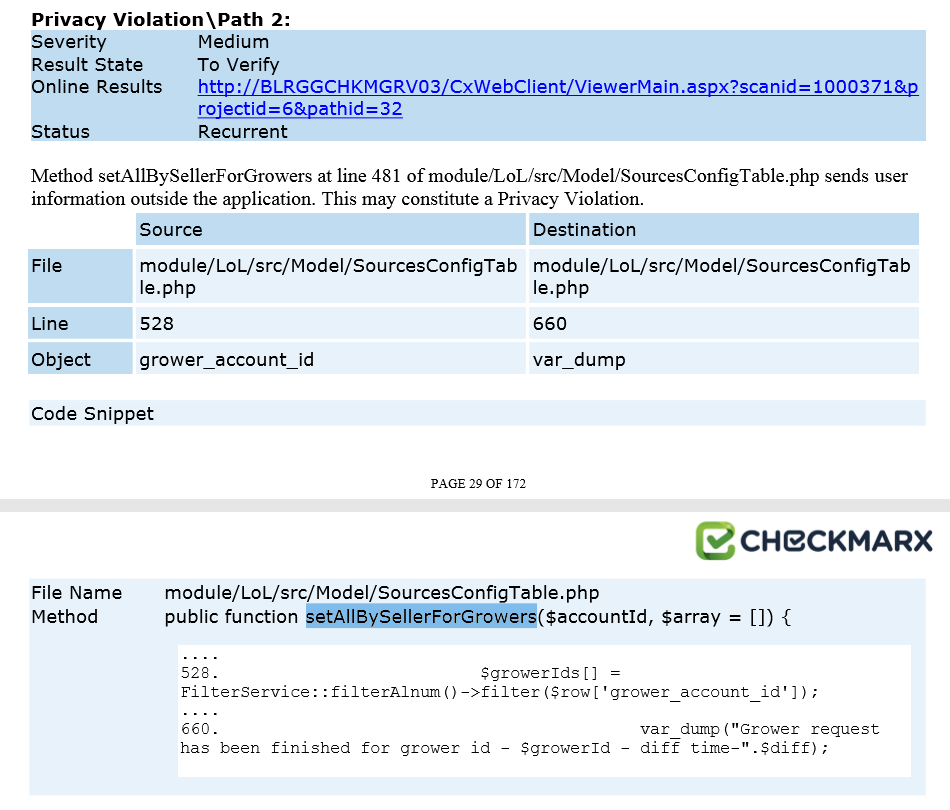 Privacy Violation\Path 2:
Severity Medium
Result State To Verify
Online Results http://BLRGGCHKMGRV03/CxWebClient/ViewerMain.aspx?scanid=1000371&p
rojectid=6&pathid=32
Status Recurrent
Method setAllBySellerForGrowers at line 481 of module/LoL/src/Model/SourcesConfigTable.php sends user
information outside the application. This may constitute a Privacy Violation.
Source Destination
File module/LoL/src/Model/SourcesConfigTab module/LoL/src/Model/SourcesConfigTab
le.php le.php
Line 528 660
Object grower_account_id var_dump
Code Snippet
PAGE 29 OF 172
CHECKMARX
File Name module/LoL/src/Model/SourcesConfigTable.php
Method public function setAllBySellerForGrowers($accountId, $array = []) {
....
528. $growerIds[] =
FilterService::filterAlnum()->filter($row['grower_account_id']);
....
660. var_dump("Grower request
has been finished for grower id - $growerId - diff time-".$diff);